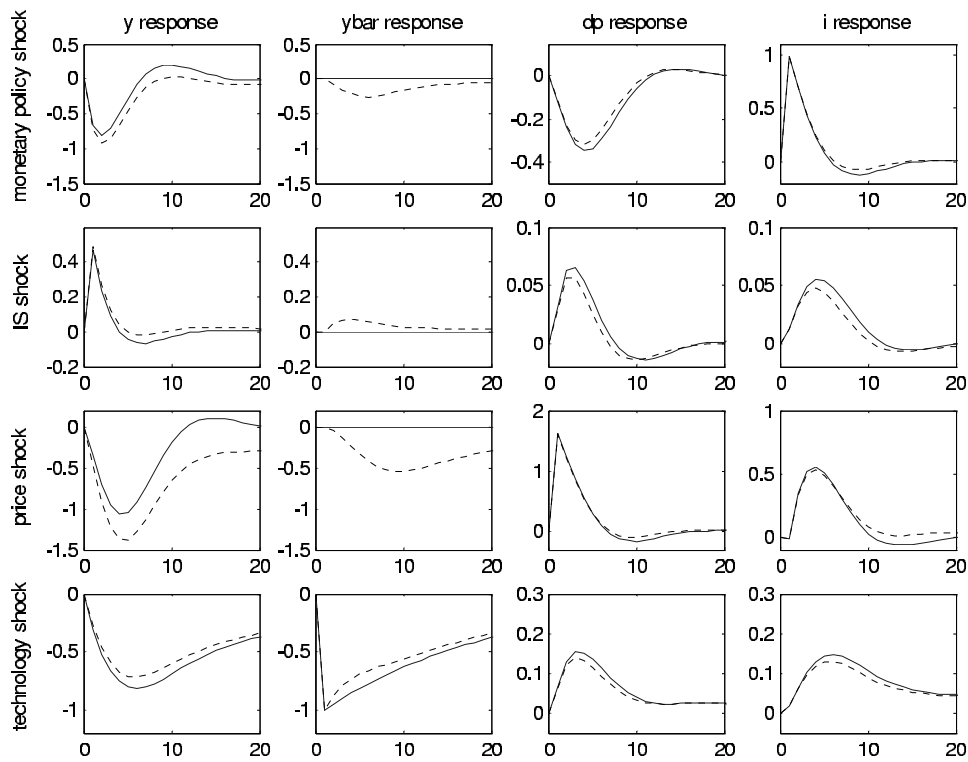 y response ybar response dp response i response
monetary policy shock
0.5 0.5 0 1
0 0 -0.2 0.5
-0.5 -0.5 -0.4 0
-1 -1
-1.5 -1.5
0 10 20 0 10 20 0 10 20 0 10 20
IS shock
0.4 0.4 0.1 0.1
0.2 0.2 0.05 0.05
0 0 0 0
-0.2 -0.2
0 10 20 0 10 20 0 10 20 0 10 20
price shock
0 0 2 1
-0.5 -0.5 1 0.5
-1 -1 0 0
-1.5 -1.5
0 10 20 0 10 20 0 10 20 0 10 20
technology shock
0 0 0.3 0.3
-0.5 -0.5 0.2 0.2
-1 -1 0.1 0.1
0 0
0 10 20 0 10 20 0 10 20 0 10 20